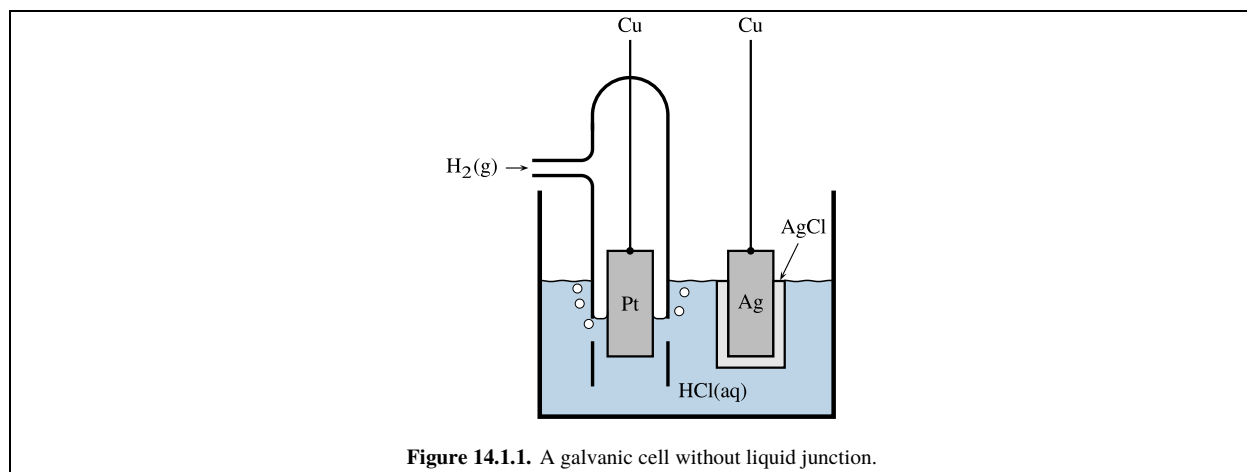 Cu
Cu
H2(g)
AgCl
Pt
Ag
HCl(aq)
Figure 14.1.1. A galvanic cell without liquid junction.